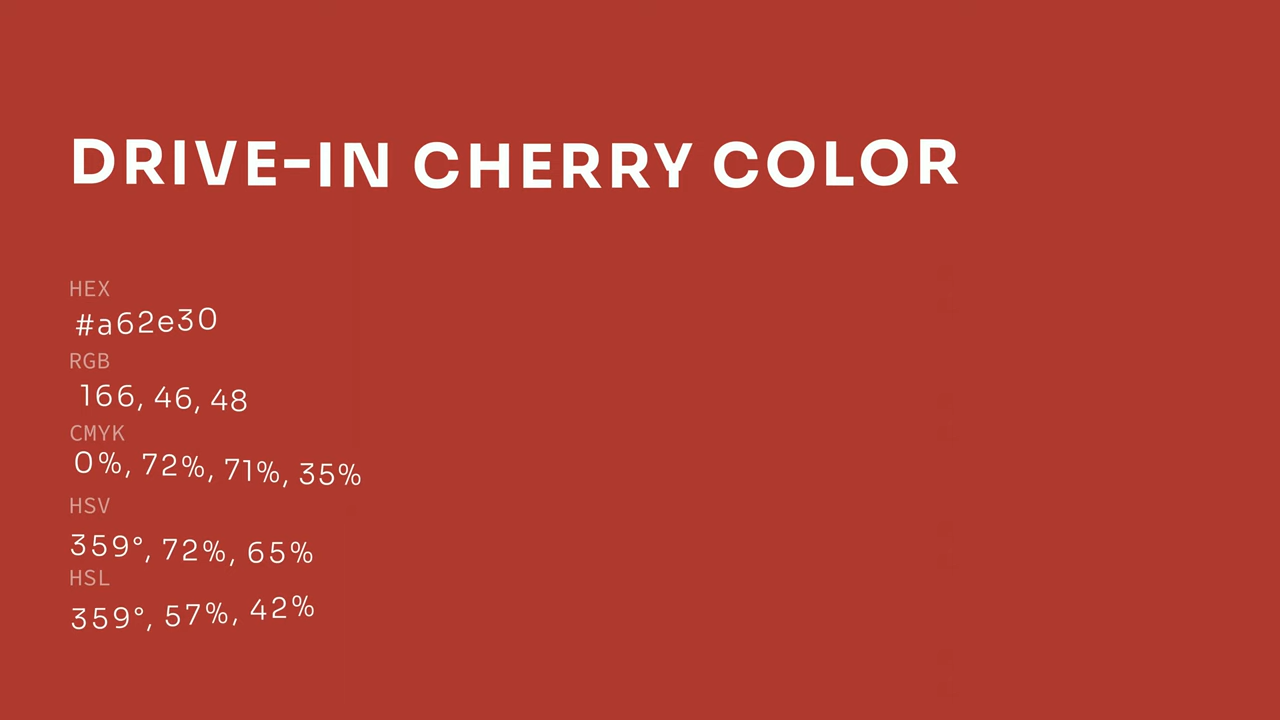 DRIVE-IN CHERRY COLOR
HEX
#a62e30
RGB
166, 46, 48
CMYK
0%, 72%, 71%, 35%
HSV
359°, 72%, 65%
HSL
359°, 57%, 42%